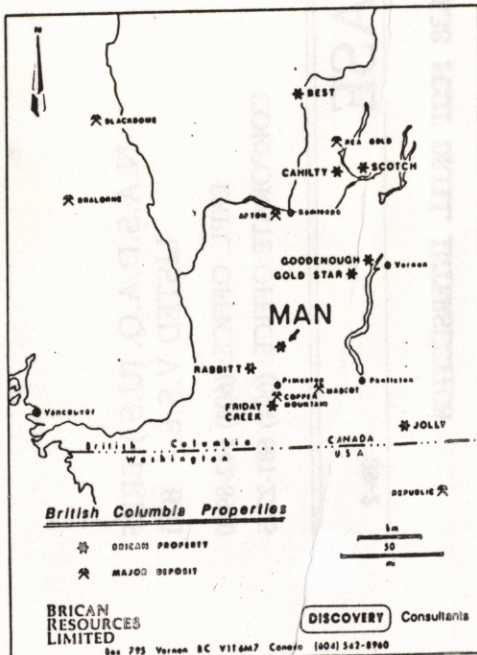 N
BEST
BLACKDOME
REA GOLD
CAHILTY
SCOTCH
BRALORNE
AFTON
Kamloops
GOODENOUGH
Vernon
GOLD STAR
MAN
RABBITT
Princeton
MASCOT
Penticton
COPPER
MOUNTAIN
FRIDAY
CREEK
Vancouver
JOLLY
British Columbia
CANADA
Washington
U S A
REPUBLIC
British Columbia Properties
km
50
mi
BRICAN PROPERTY
MAJOR DEPOSIT
BRICAN
RESOURCES
LIMITED
DISCOVERY Consultants
Box 795 Vernon BC V1T6M7 Canada (604) 542-8960